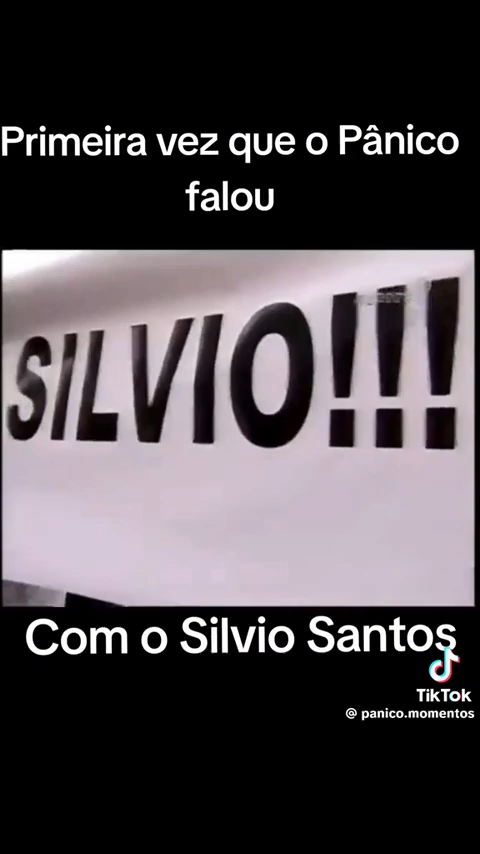 Primeira vez que o Pânico
falou
SILVIO!!!
Com o Silvio Santos
TikTok
@ panico.momentos